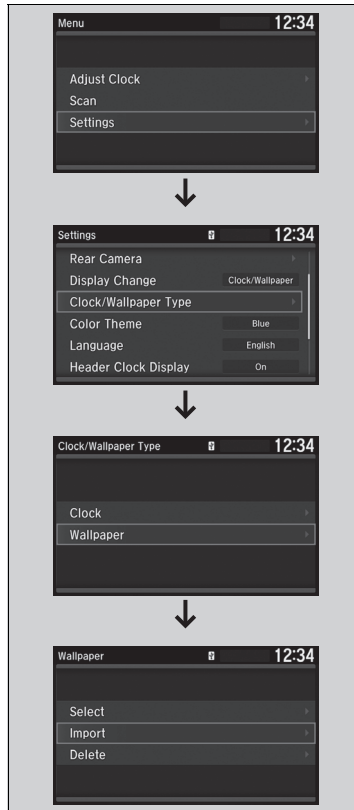 Menu 12:34
Adjust Clock
Scan
Settings
Settings 12:34
Rear Camera
Display Change Clock/Wallpaper
Clock/Wallpaper Type
Color Theme Blue
Language English
Header Clock Display On
Clock/Wallpaper Type 12:34
Clock
Wallpaper
Wallpaper 12:34
Select
Import
Delete